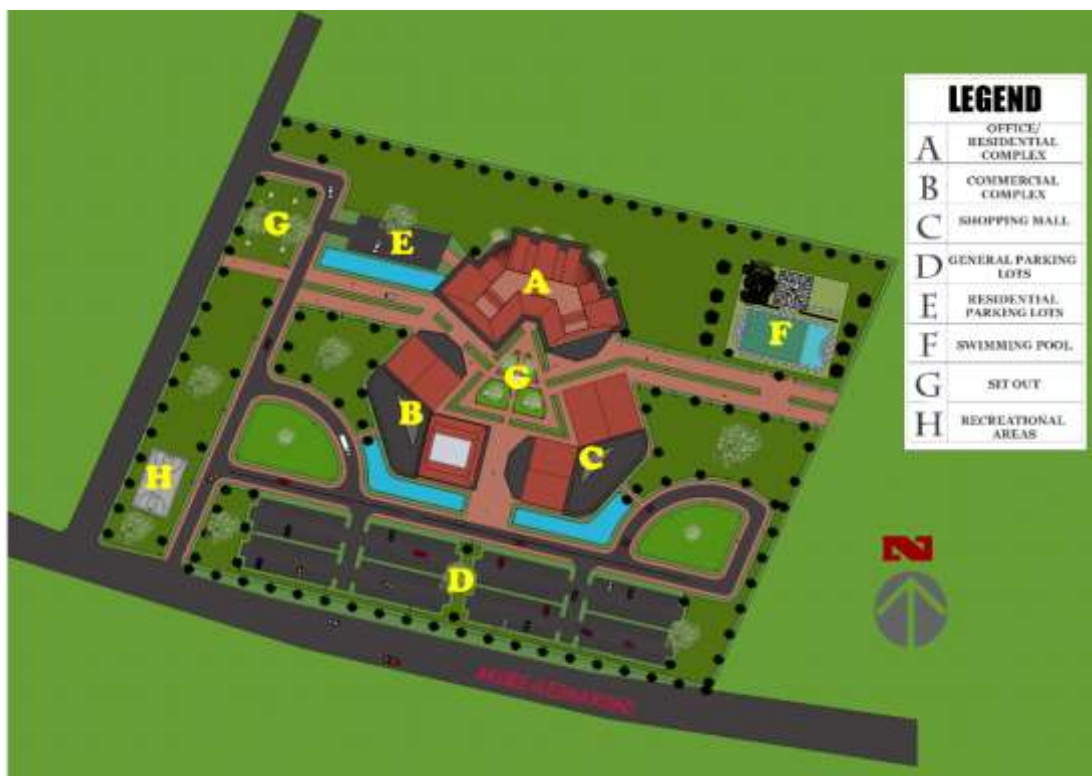 LEGEND
A OFFICE/
RESIDENTIAL
COMPLEX
B COMMERCIAL
COMPLEX
C SHOPPING MALL
D GENERAL PARKING
LOTS
E RESIDENTIAL
PARKING LOTS
F SWIMMING POOL
G SIT OUT
H RECREATIONAL
AREAS
G
E
A
F
G
B
C
H
D
N